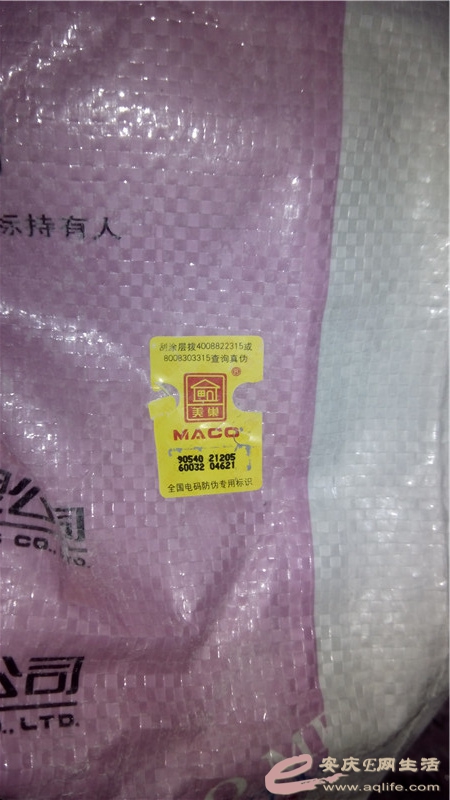 标持有人
刮涂层拨4008822315或
8008303315查询真伪
®
美巢
MACO
90540 21205
60032 04621
全国电码防伪专用标识
限公司
CO., LTD.
公司
., LTD.
安庆E网生活
www.aqlife.com